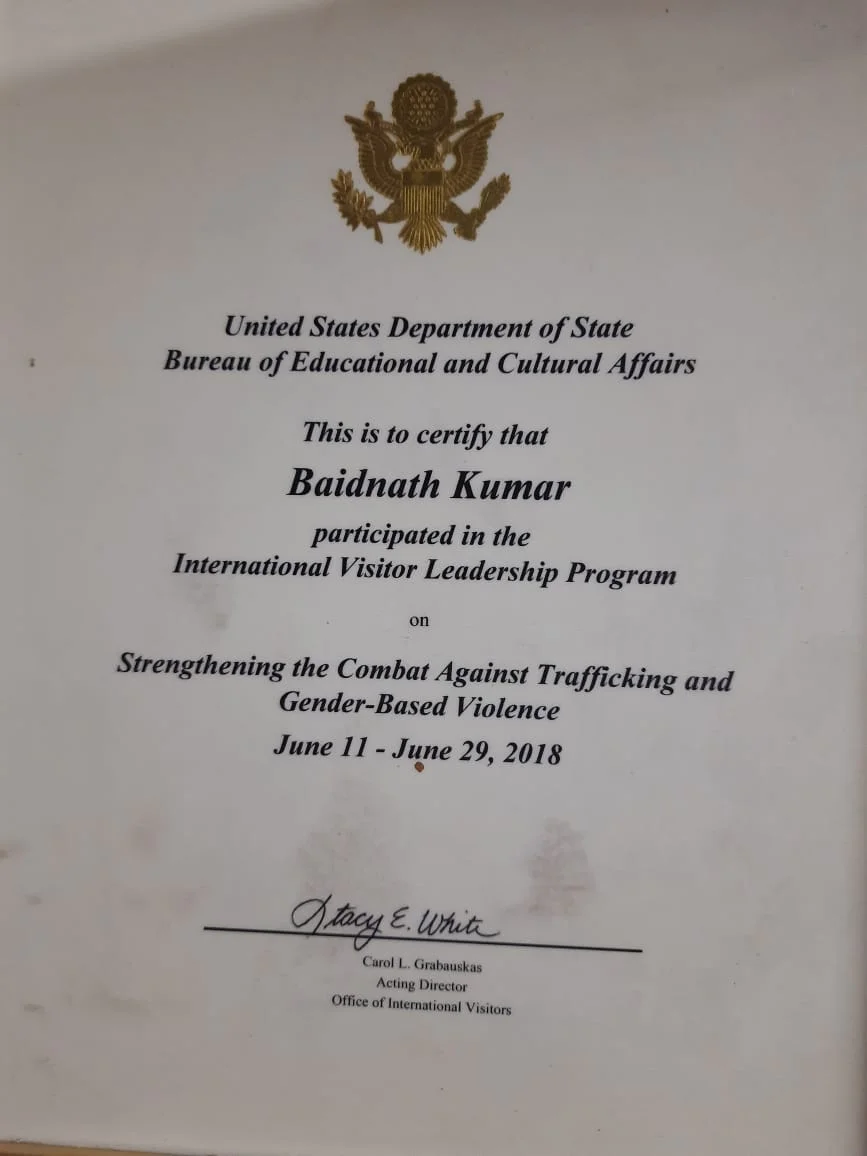 United States Department of State
Bureau of Educational and Cultural Affairs
This is to certify that
Baidnath Kumar
participated in the
International Visitor Leadership Program
on
Strengthening the Combat Against Trafficking and
Gender-Based Violence
June 11 - June 29, 2018
Stacy E. White
Carol L. Grabauskas
Acting Director
Office of International Visitors